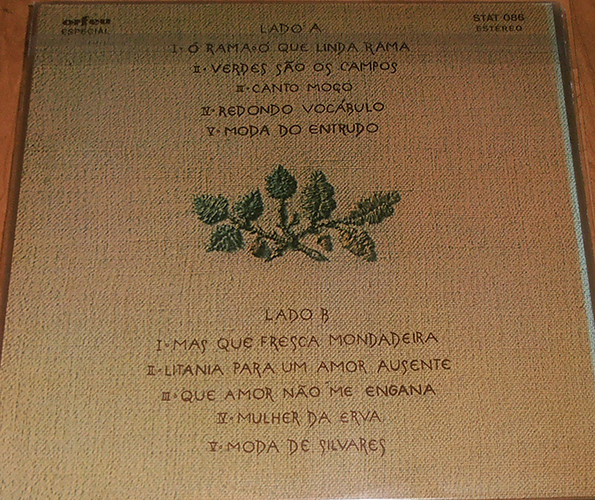 orfeu
ESPECIAL
STAT 086
ESTÉREO
LADO A
I · Ó RAMA·Ó QUE LINDA RAMA
II · VERDES SÃO OS CAMPOS
III · CANTO MOÇO
IV · REDONDO VOCÁBULO
V · MODA DO ENTRUDO
LADO B
I · MAS QUE FRESCA MONDADEIRA
II · LITANIA PARA UM AMOR AUSENTE
III · QUE AMOR NÃO ME ENGANA
IV · MULHER DA ERVA
V · MODA DE SILVARES